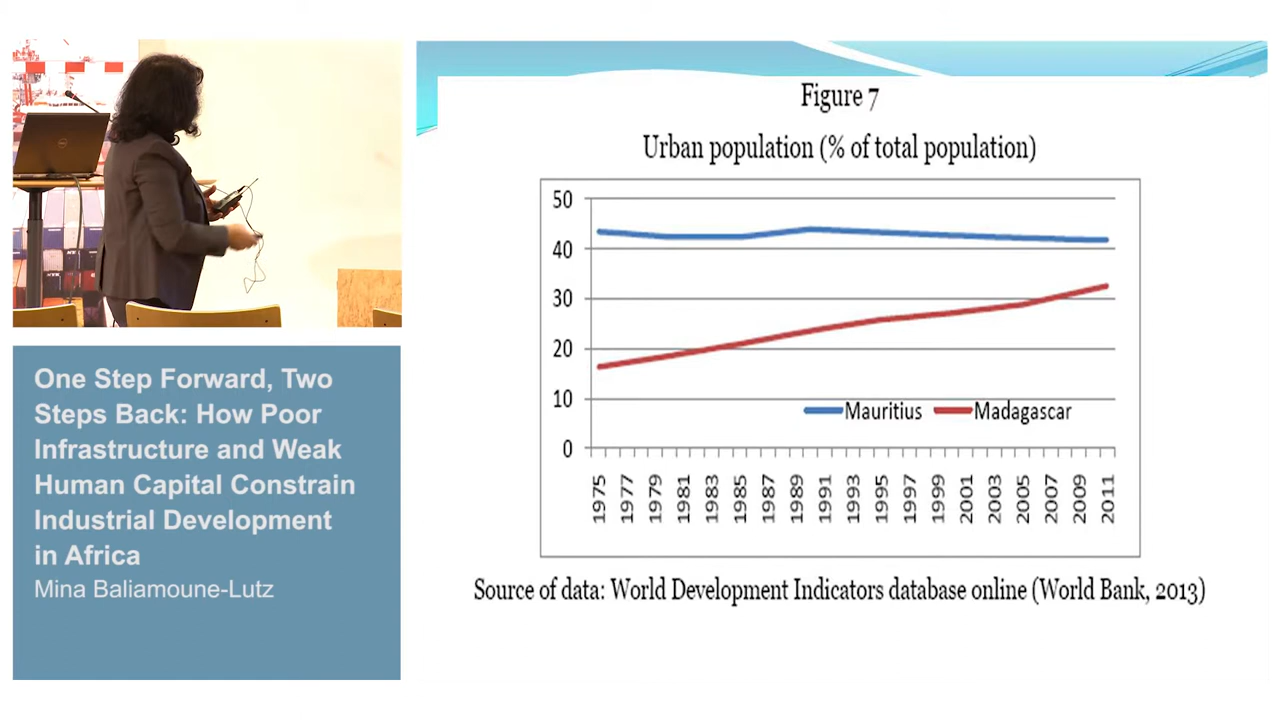 Figure 7
Urban population (% of total population)
50
40
30
20
10
0
Mauritius
Madagascar
1975
1977
1979
1981
1983
1985
1987
1989
1991
1993
1995
1997
1999
2001
2003
2005
2007
2009
2011
Source of data: World Development Indicators database online (World Bank, 2013)
One Step Forward, Two
Steps Back: How Poor
Infrastructure and Weak
Human Capital Constrain
Industrial Development
in Africa
Mina Baliamoune-Lutz